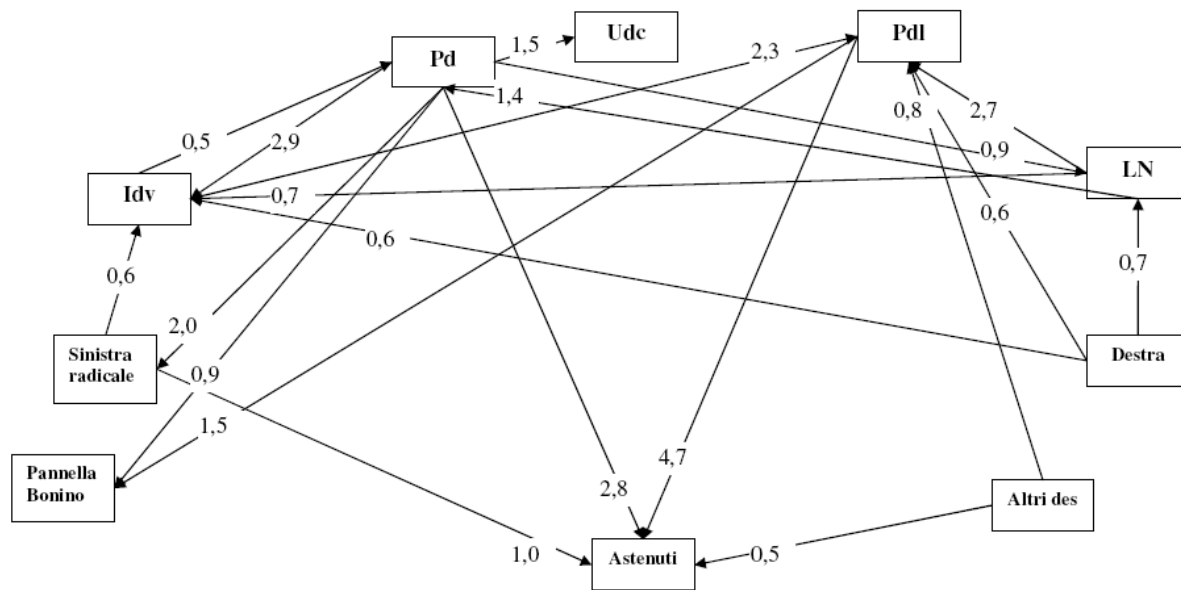 Udc
Pdl
Pd
1,5
2,3
1,4
0,8
2,7
0,5
2,9
0,9
LN
Idv
0,7
0,6
0,6
0,6
0,7
2,0
Sinistra
radicale
Destra
0,9
1,5
Pannella
Bonino
4,7
2,8
Altri des
1,0
Astenuti
0,5